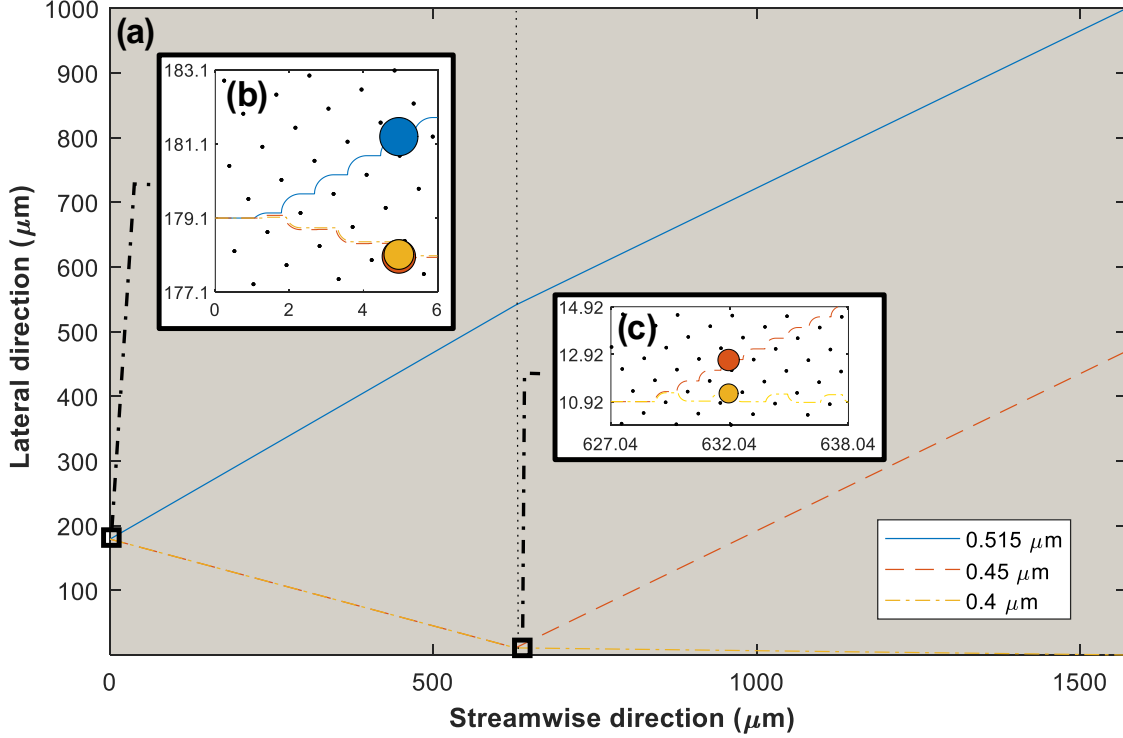 1000
(a)
900
800
700
600
500
400
300
200
100
Lateral direction (μm)
183.1
181.1
179.1
177.1
(b)
0 2 4 6
14.92
12.92
10.92
(c)
627.04 632.04 638.04
0.515 μm
0.45 μm
0.4 μm
0 500 1000 1500
Streamwise direction (μm)